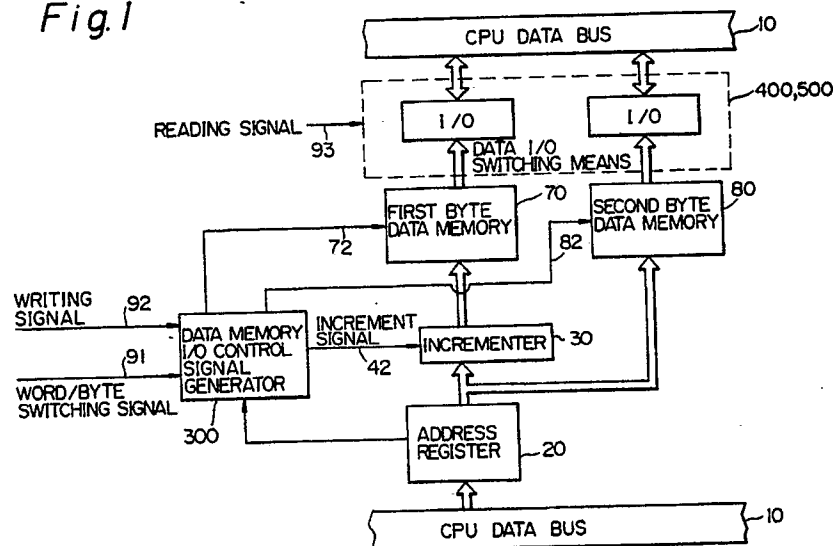 Fig.1
CPU DATA BUS
10
400,500
READING SIGNAL
93
I/O
I/O
DATA I/O
SWITCHING MEANS
70
80
FIRST BYTE
DATA MEMORY
SECOND BYTE
DATA MEMORY
72
82
WRITING
SIGNAL
92
DATA MEMORY
I/O CONTROL
SIGNAL
GENERATOR
INCREMENT
SIGNAL
42
INCREMENTER
30
91
WORD/BYTE
SWITCHING SIGNAL
300
ADDRESS
REGISTER
20
CPU DATA BUS
10